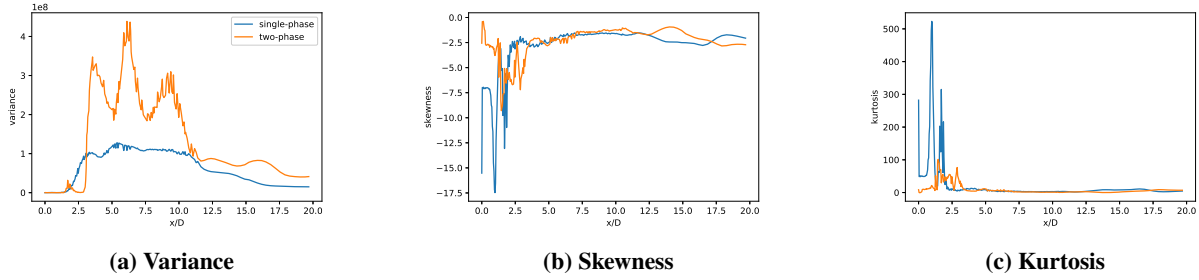 1e8
4
3
2
1
0
variance
single-phase
two-phase
0.0 2.5 5.0 7.5 10.0 12.5 15.0 17.5 20.0
x/D
(a) Variance
0.0
−2.5
−5.0
−7.5
−10.0
−12.5
−15.0
−17.5
skewness
0.0 2.5 5.0 7.5 10.0 12.5 15.0 17.5 20.0
x/D
(b) Skewness
500
400
300
200
100
0
kurtosis
0.0 2.5 5.0 7.5 10.0 12.5 15.0 17.5 20.0
x/D
(c) Kurtosis